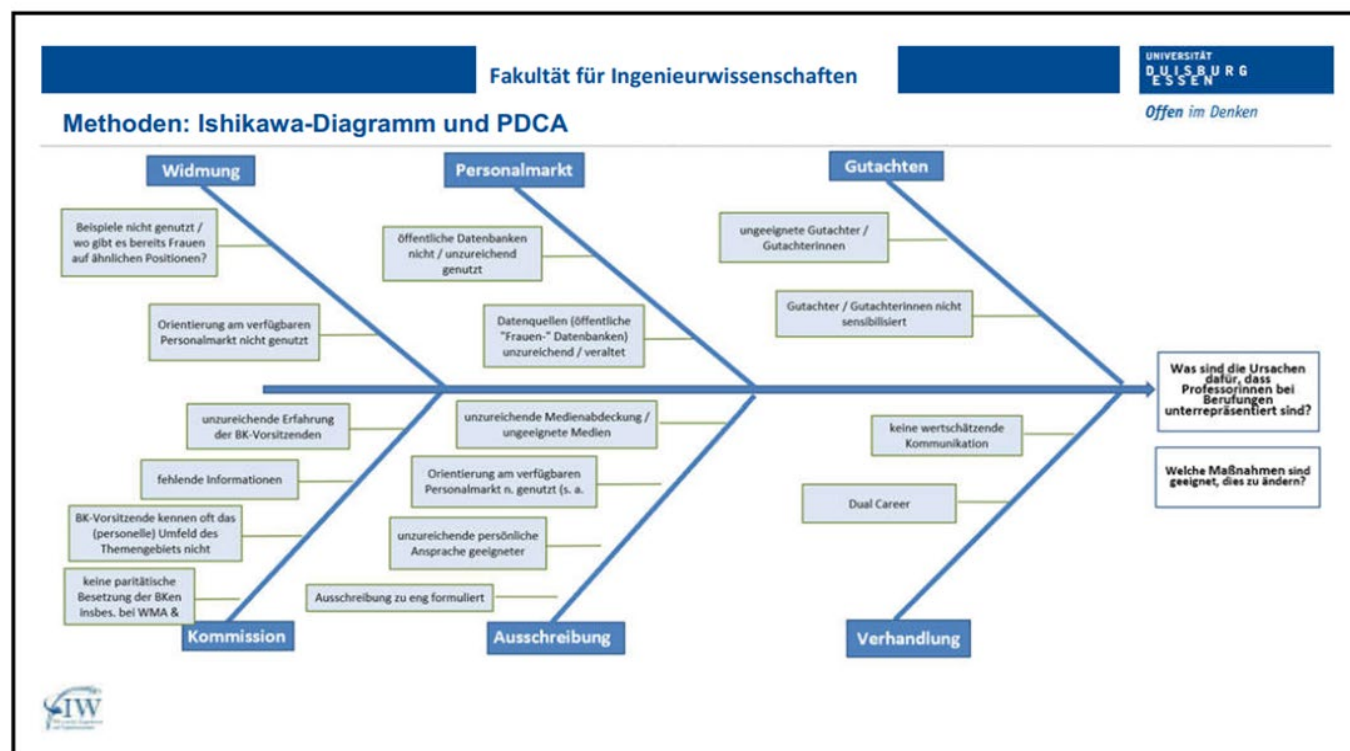 Fakultät für Ingenieurwissenschaften
UNIVERSITÄT
DUISBURG
ESSEN
Offen im Denken
Methoden: Ishikawa-Diagramm und PDCA
Widmung
Beispiele nicht genutzt /
wo gibt es bereits Frauen
auf ähnlichen Positionen?
Orientierung am verfügbaren
Personalmarkt nicht genutzt
Personalmarkt
öffentliche Datenbanken
nicht / unzureichend
genutzt
Datenquellen (öffentliche
"Frauen-" Datenbanken)
unzureichend / veraltet
Gutachten
ungeeignete Gutachter /
Gutachterinnen
Gutachter / Gutachterinnen nicht
sensibilisiert
Was sind die Ursachen
dafür, dass
Professorinnen bei
Berufungen
unterrepräsentiert sind?
Welche Maßnahmen sind
geeignet, dies zu ändern?
unzureichende Erfahrung
der BK-Vorsitzenden
fehlende Informationen
BK-Vorsitzende kennen oft das
(personelle) Umfeld des
Themengebiets nicht
keine paritätische
Besetzung der BKen
insbes. bei WMA &
Kommission
unzureichende Medienabdeckung /
ungeeignete Medien
Orientierung am verfügbaren
Personalmarkt n. genutzt (s. a.
unzureichende persönliche
Ansprache geeigneter
Ausschreibung zu eng formuliert
Ausschreibung
keine wertschätzende
Kommunikation
Dual Career
Verhandlung
IW